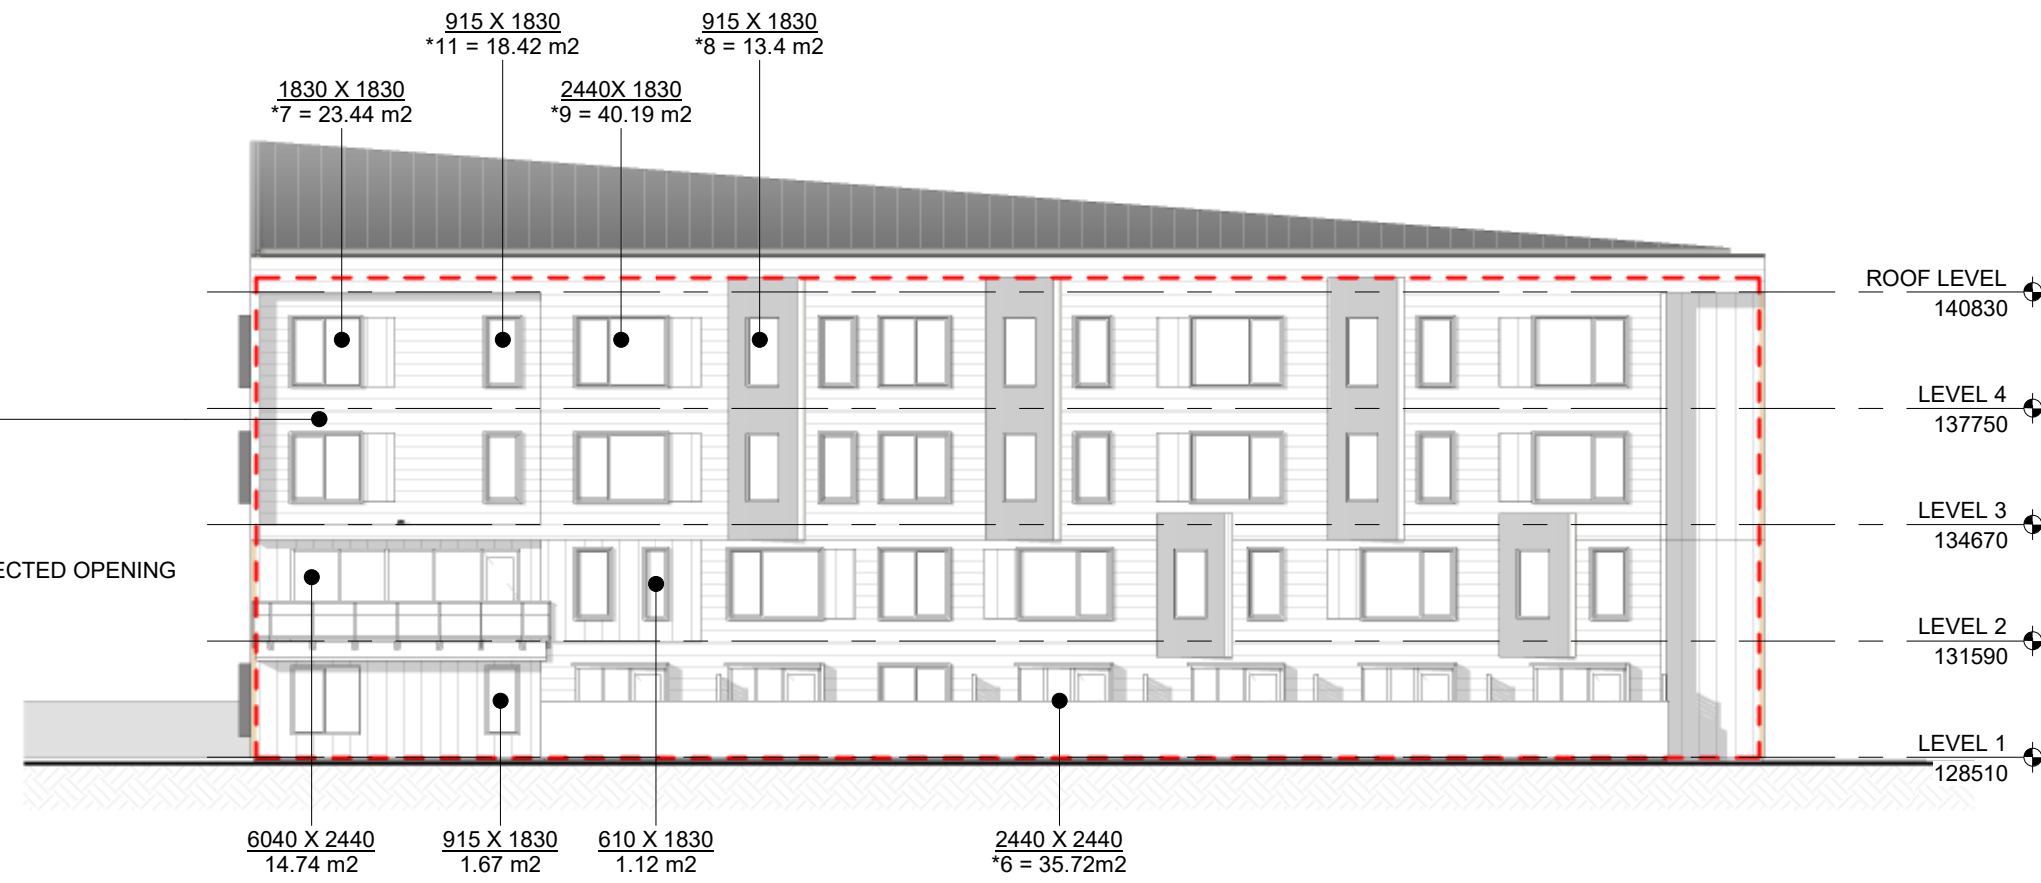 915 X 1830
*11 = 18.42 m2
915 X 1830
*8 = 13.4 m2
1830 X 1830
*7 = 23.44 m2
2440X 1830
*9 = 40.19 m2
ROOF LEVEL
140830
LEVEL 4
137750
LEVEL 3
134670
ECTED OPENING
LEVEL 2
131590
LEVEL 1
128510
6040 X 2440
14.74 m2
915 X 1830
1.67 m2
610 X 1830
1.12 m2
2440 X 2440
*6 = 35.72m2